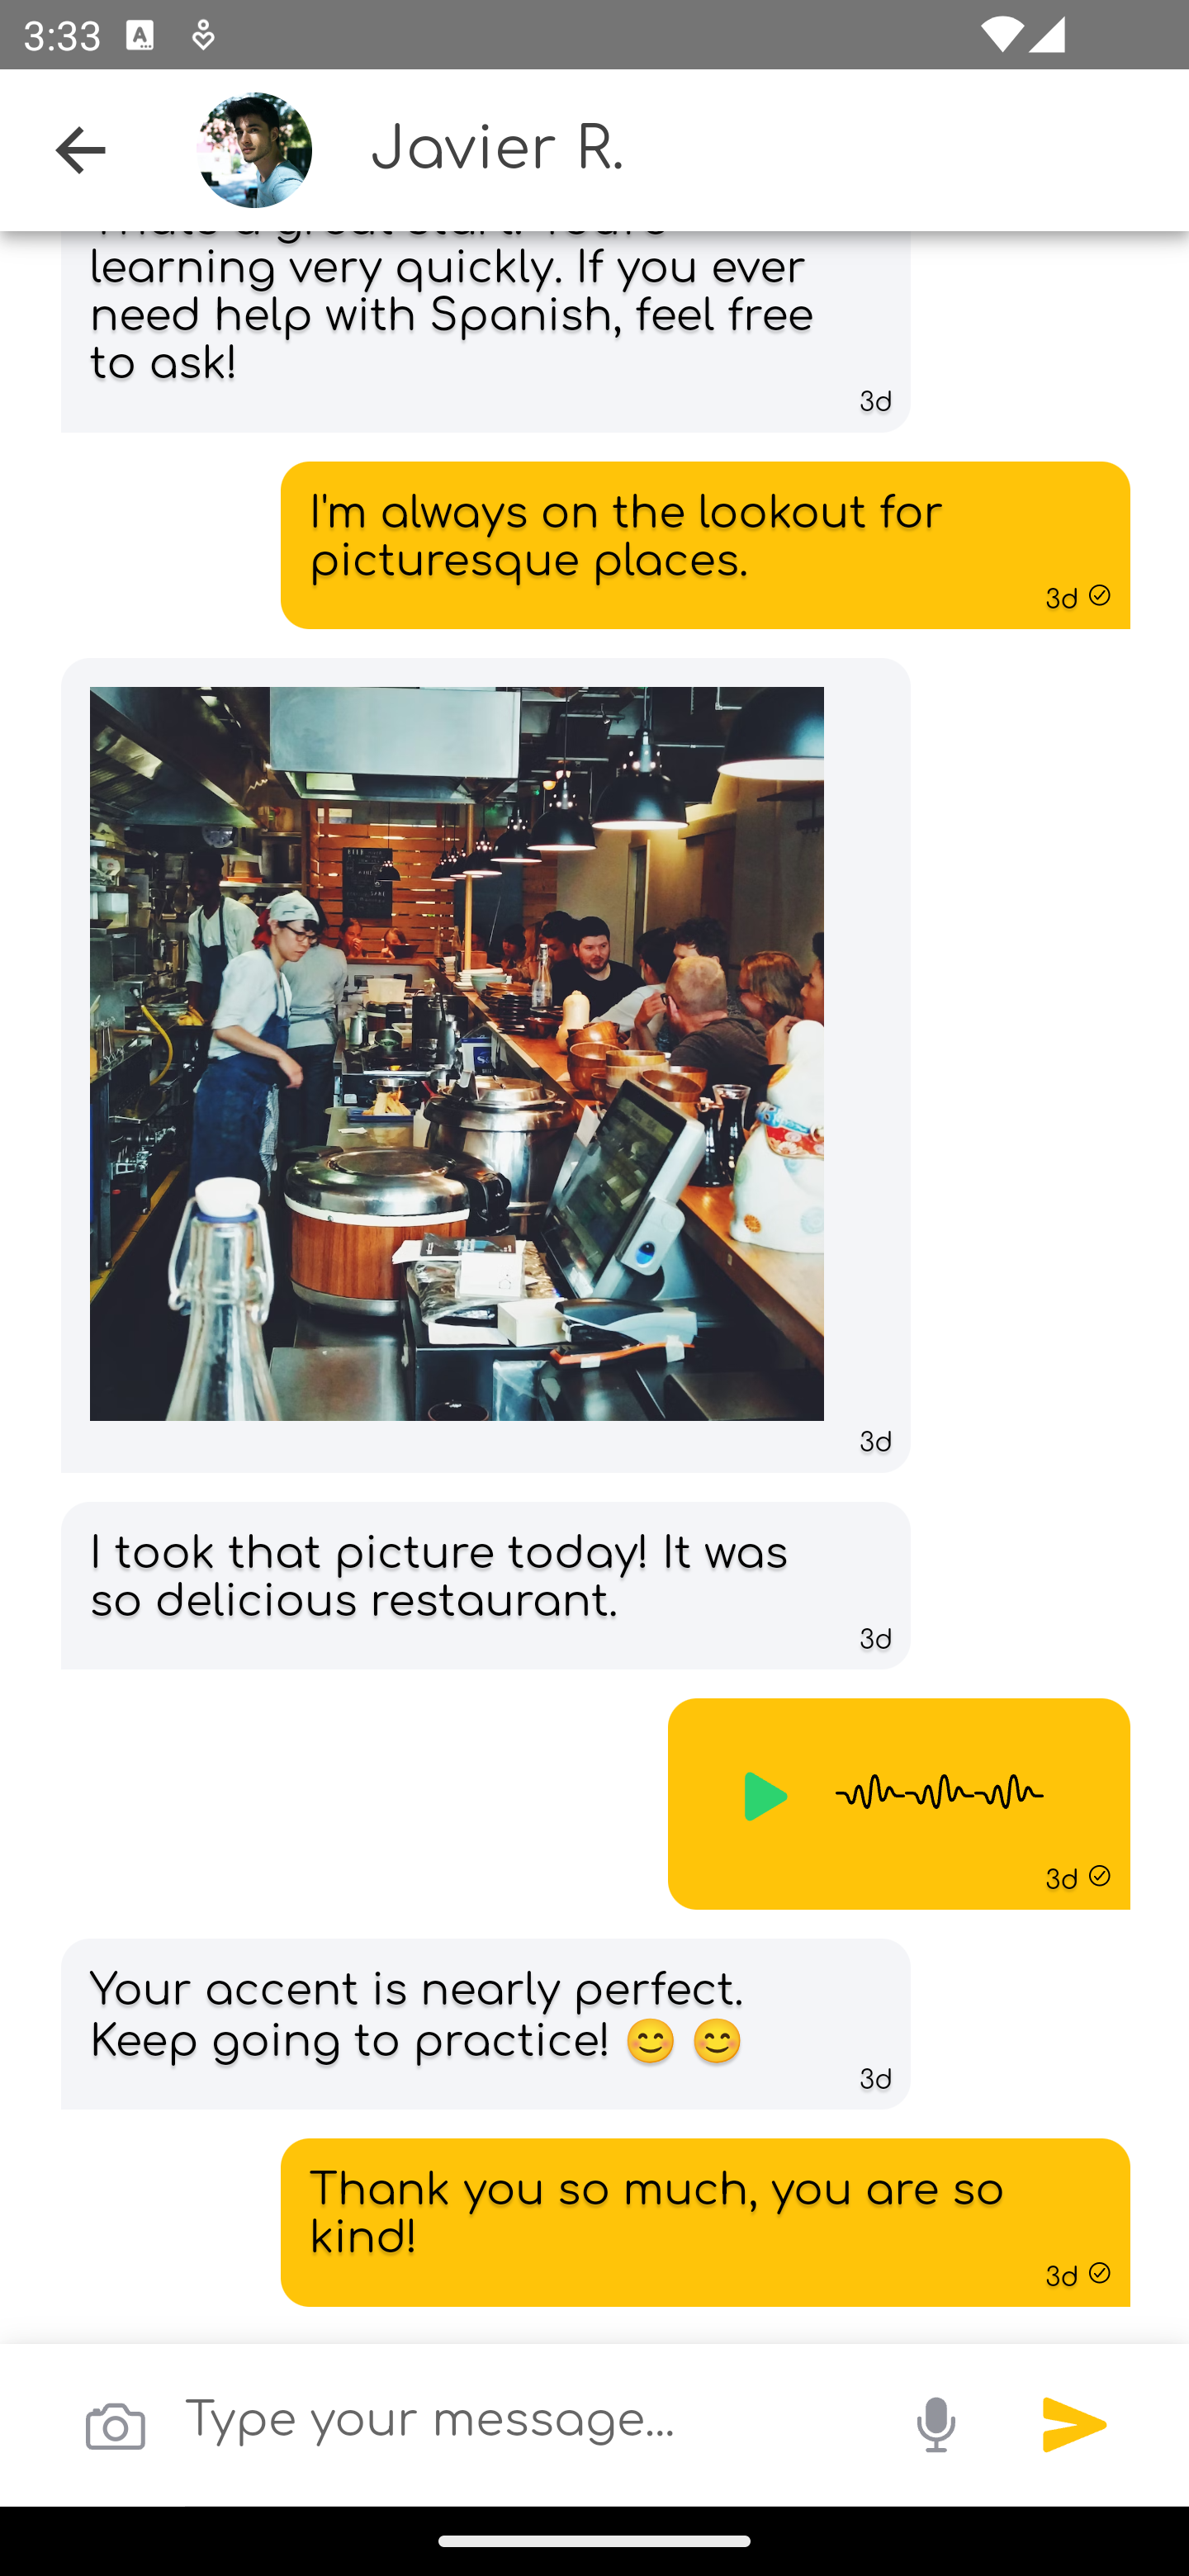 3:33
Javier R.
learning very quickly. If you ever
need help with Spanish, feel free
to ask!
3d
I'm always on the lookout for
picturesque places.
3d
3d
I took that picture today! It was
so delicious restaurant.
3d
3d
Your accent is nearly perfect.
Keep going to practice! 😊 😊
3d
Thank you so much, you are so
kind!
3d
Type your message...